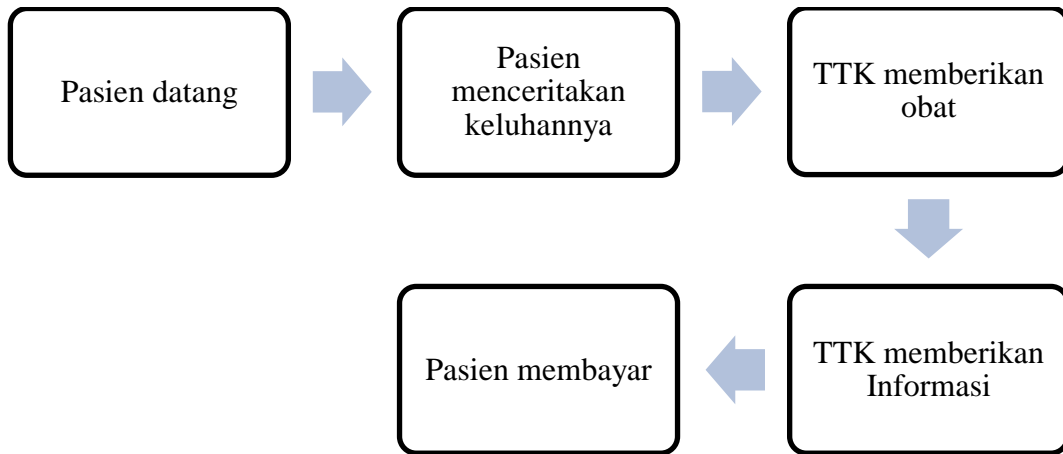 Pasien datang
Pasien
menceritakan
keluhannya
TTK memberikan
obat
TTK memberikan
Informasi
Pasien membayar